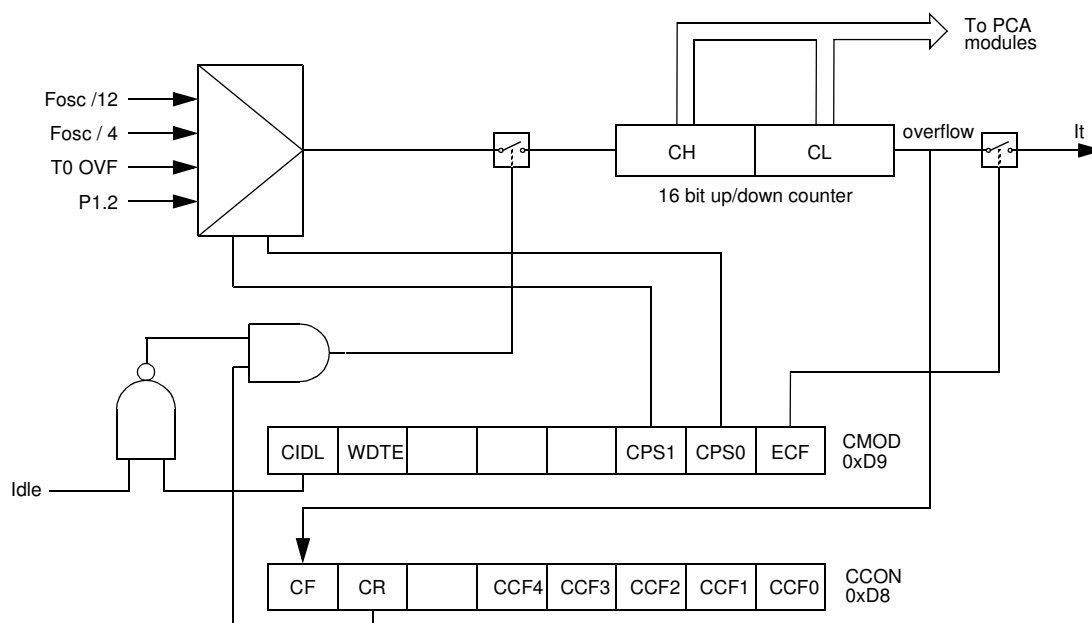 To PCA
modules
Fosc /12
Fosc / 4
T0 OVF
P1.2
CH
CL
overflow
It
16 bit up/down counter
CIDL
WDTE
CPS1
CPS0
ECF
CMOD
0xD9
Idle
CF
CR
CCF4
CCF3
CCF2
CCF1
CCF0
CCON
0xD8